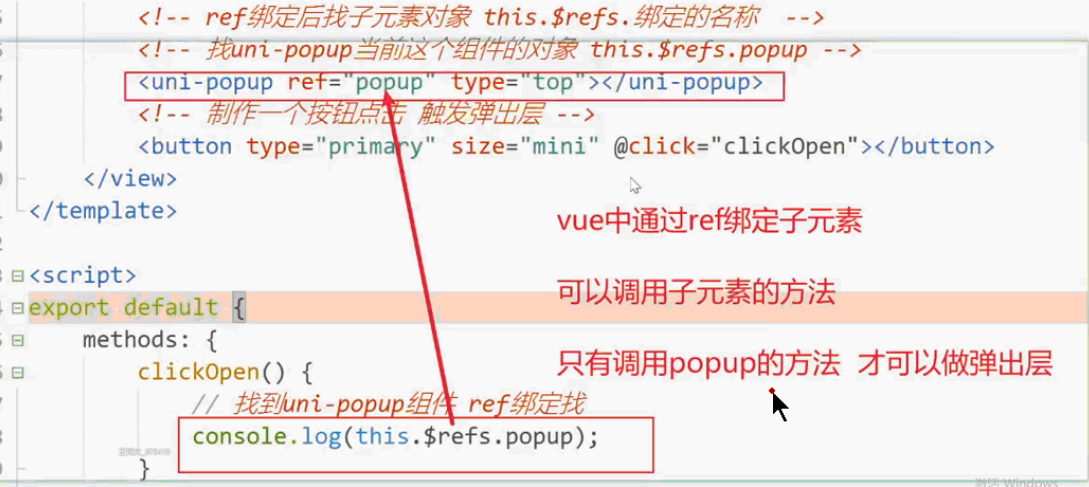 <!-- ref绑定后找子元素对象 this.$refs.绑定的名称 -->
<!-- 找uni-popup当前这个组件的对象 this.$refs.popup -->
<uni-popup ref="popup" type="top"></uni-popup>
<!-- 制作一个按钮点击 触发弹出层 -->
<button type="primary" size="mini" @click="clickOpen"></button>
</view>
</template>
vue中通过ref绑定子元素
<script>
可以调用子元素的方法
export default {
methods: {
只有调用popup的方法 才可以做弹出层
clickOpen() {
// 找到uni-popup组件 ref绑定找
console.log(this.$refs.popup);
}
激活 Windows